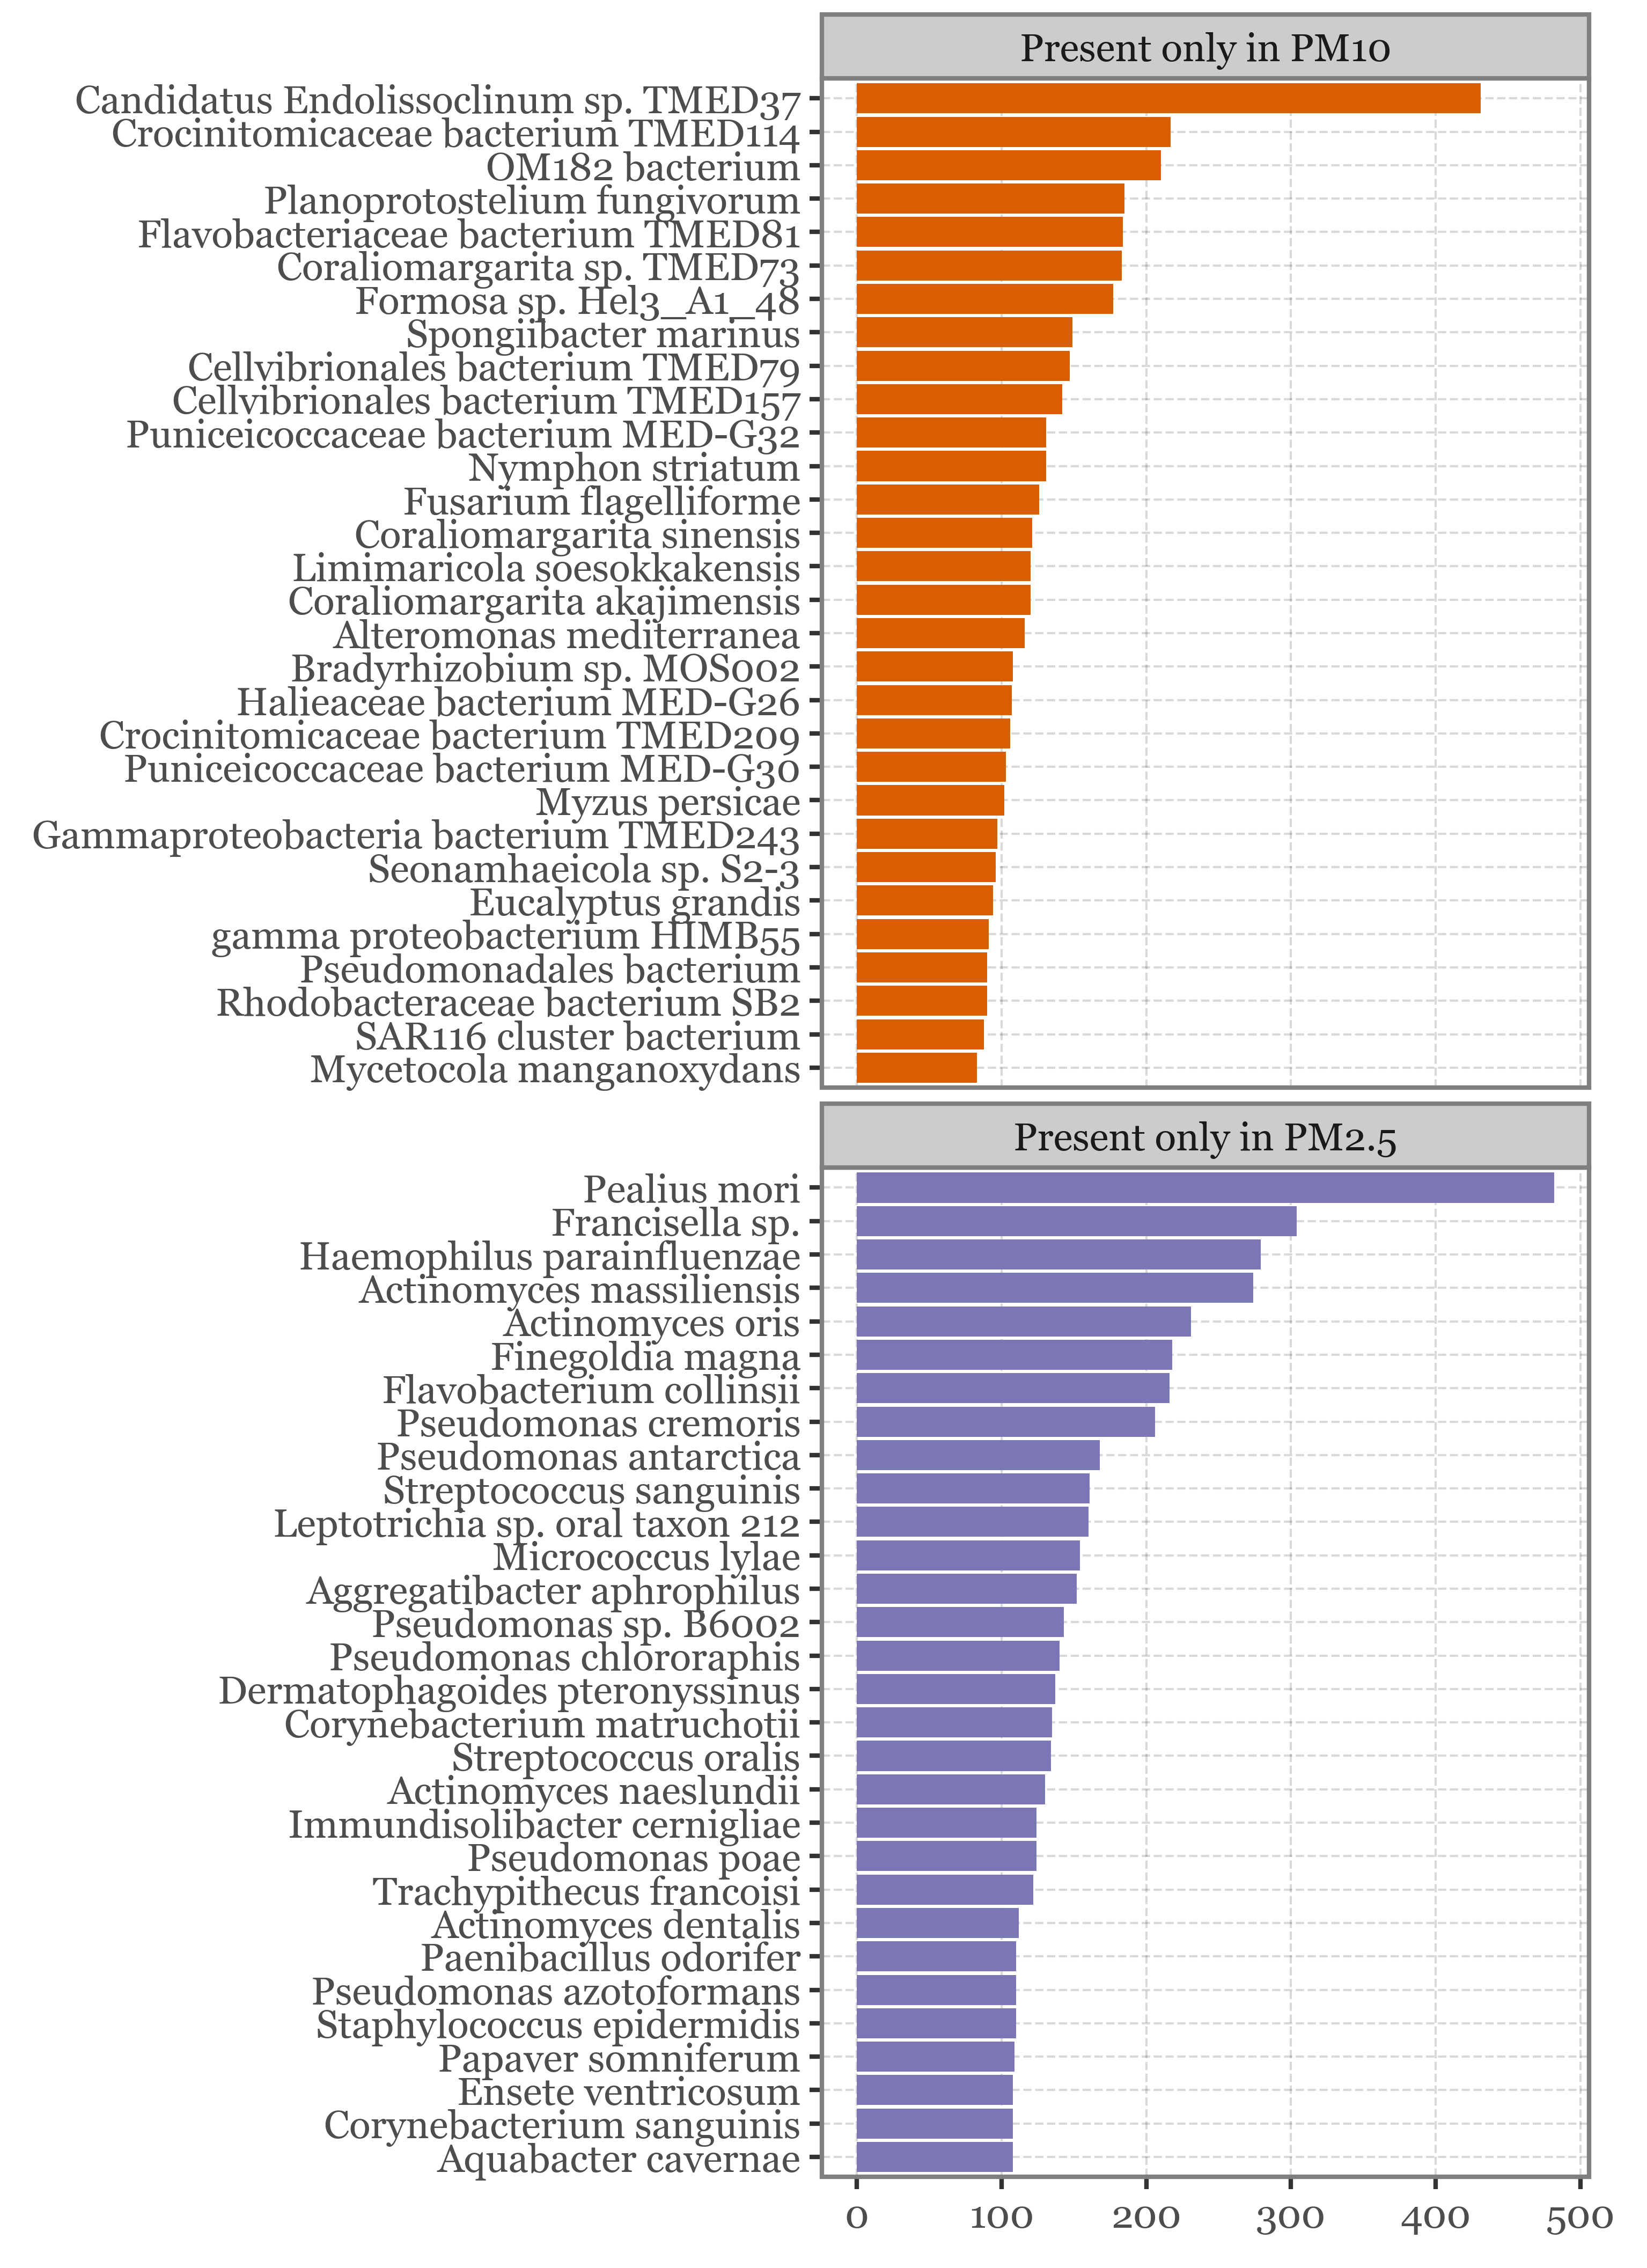 Present only in PM10
Candidatus Endolissoclinum sp. TMED37
Crocinitomicaceae bacterium TMED114
OM182 bacterium
Planoprotostelium fungivorum
Flavobacteriaceae bacterium TMED81
Coraliomargarita sp. TMED73
Formosa sp. Hel3_A1_48
Spongiibacter marinus
Cellvibrionales bacterium TMED79
Cellvibrionales bacterium TMED157
Puniceicoccaceae bacterium MED-G32
Nymphon striatum
Fusarium flagelliforme
Coraliomargarita sinensis
Limimaricola soesokkakensis
Coraliomargarita akajimensis
Alteromonas mediterranea
Bradyrhizobium sp. MOS002
Halieaceae bacterium MED-G26
Crocinitomicaceae bacterium TMED209
Puniceicoccaceae bacterium MED-G30
Myzus persicae
Gammaproteobacteria bacterium TMED243
Seonamhaeicola sp. S2-3
Eucalyptus grandis
gamma proteobacterium HIMB55
Pseudomonadales bacterium
Rhodobacteraceae bacterium SB2
SAR116 cluster bacterium
Mycetocola manganoxydans
Present only in PM2.5
Pealius mori
Francisella sp.
Haemophilus parainfluenzae
Actinomyces massiliensis
Actinomyces oris
Finegoldia magna
Flavobacterium collinsii
Pseudomonas cremoris
Pseudomonas antarctica
Streptococcus sanguinis
Leptotrichia sp. oral taxon 212
Micrococcus lylae
Aggregatibacter aphrophilus
Pseudomonas sp. B6002
Pseudomonas chlororaphis
Dermatophagoides pteronyssinus
Corynebacterium matruchotii
Streptococcus oralis
Actinomyces naeslundii
Immundisolibacter cernigliae
Pseudomonas poae
Trachypithecus francoisi
Actinomyces dentalis
Paenibacillus odorifer
Pseudomonas azotoformans
Staphylococcus epidermidis
Papaver somniferum
Ensete ventricosum
Corynebacterium sanguinis
Aquabacter cavernae
0 100 200 300 400 500